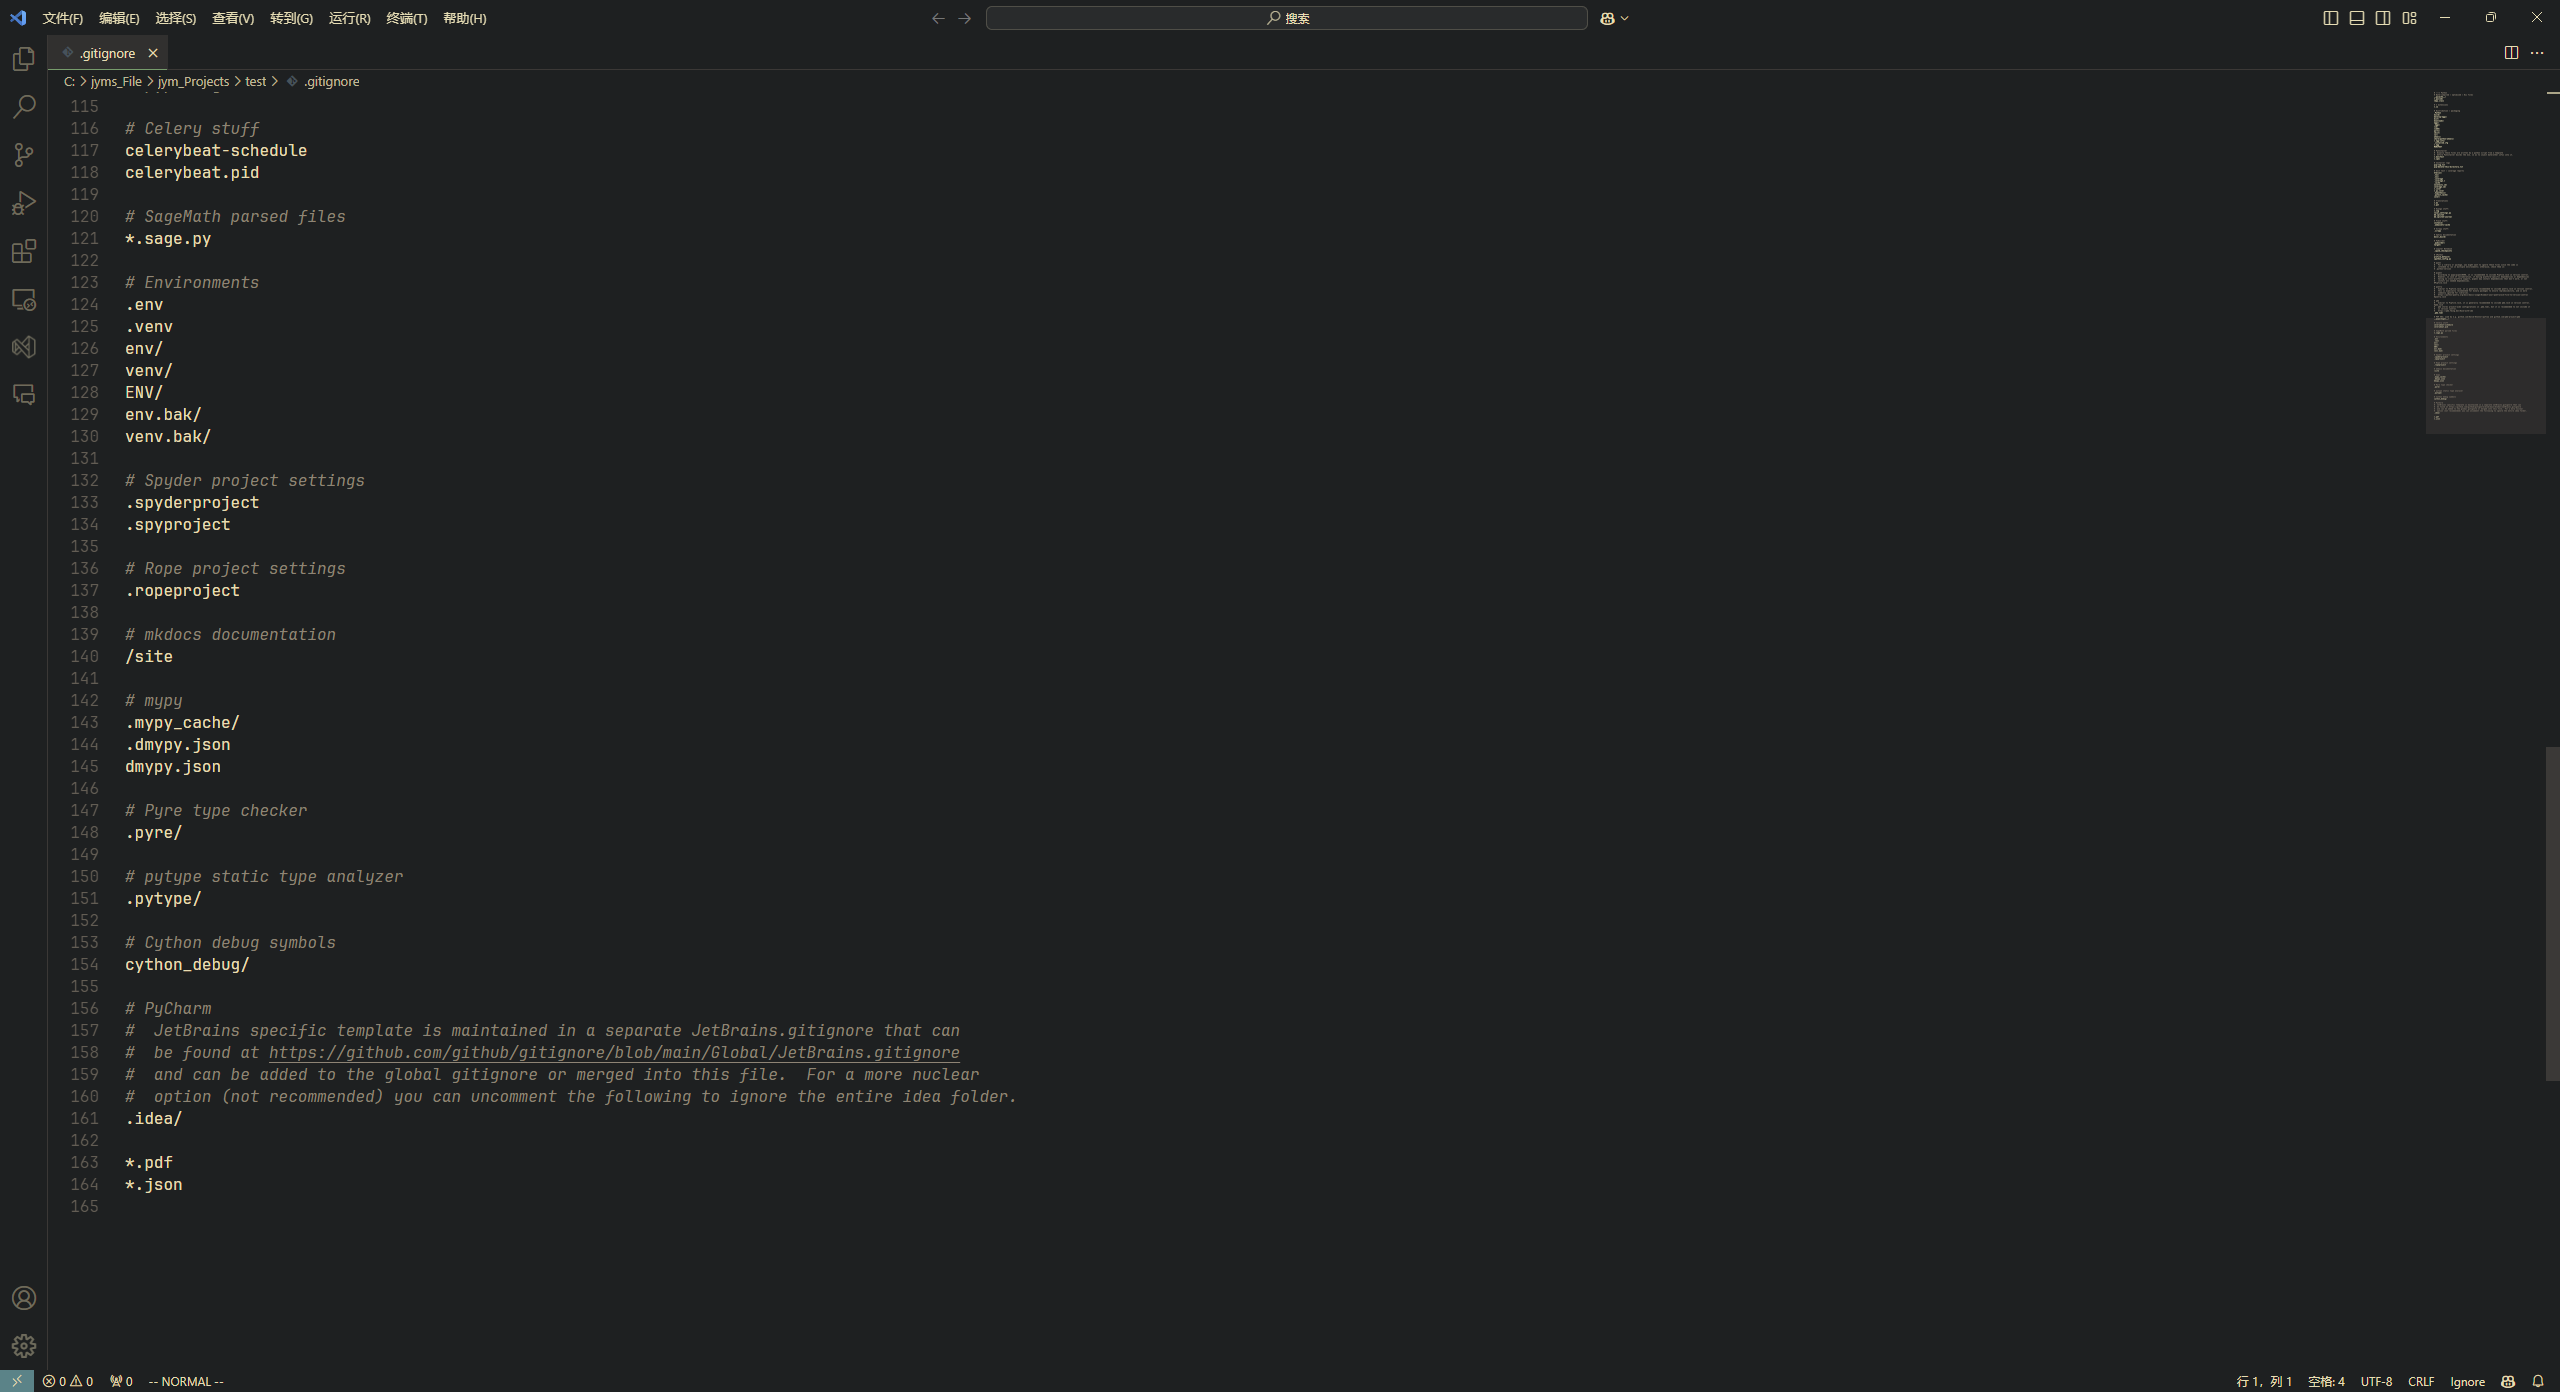 文件(F) 编辑(E) 选择(S) 查看(V) 转到(G) 运行(R) 终端(T) 帮助(H) 搜索
.gitignore
C: > jyms_File > jym_Projects > test > .gitignore
115
116 # Celery stuff
117 celerybeat-schedule
118 celerybeat.pid
119
120 # SageMath parsed files
121 *.sage.py
122
123 # Environments
124 .env
125 .venv
126 env/
127 venv/
128 ENV/
129 env.bak/
130 venv.bak/
131
132 # Spyder project settings
133 .spyderproject
134 .spyproject
135
136 # Rope project settings
137 .ropeproject
138
139 # mkdocs documentation
140 /site
141
142 # mypy
143 .mypy_cache/
144 .dmypy.json
145 dmypy.json
146
147 # Pyre type checker
148 .pyre/
149
150 # pytype static type analyzer
151 .pytype/
152
153 # Cython debug symbols
154 cython_debug/
155
156 # PyCharm
157 #  JetBrains specific template is maintained in a separate JetBrains.gitignore that can
158 #  be found at https://github.com/github/gitignore/blob/main/Global/JetBrains.gitignore
159 #  and can be added to the global gitignore or merged into this file.  For a more nuclear
160 #  option (not recommended) you can uncomment the following to ignore the entire idea folder.
161 .idea/
162
163 *.pdf
164 *.json
165
0 0 0 -- NORMAL -- 行 1，列 1 空格: 4 UTF-8 CRLF Ignore